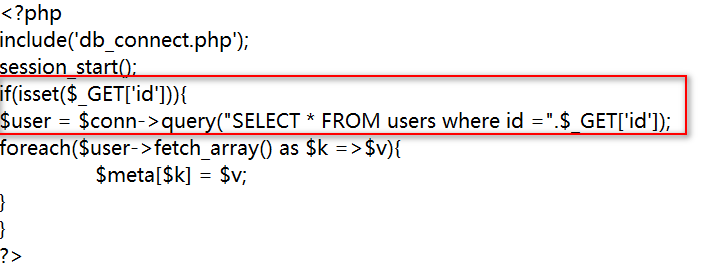 <?php
include('db_connect.php');
session_start();
if(isset($_GET['id'])){
$user = $conn->query("SELECT * FROM users where id =".$_GET['id']);
foreach($user->fetch_array() as $k =>$v){
	$meta[$k] = $v;
}
}
?>